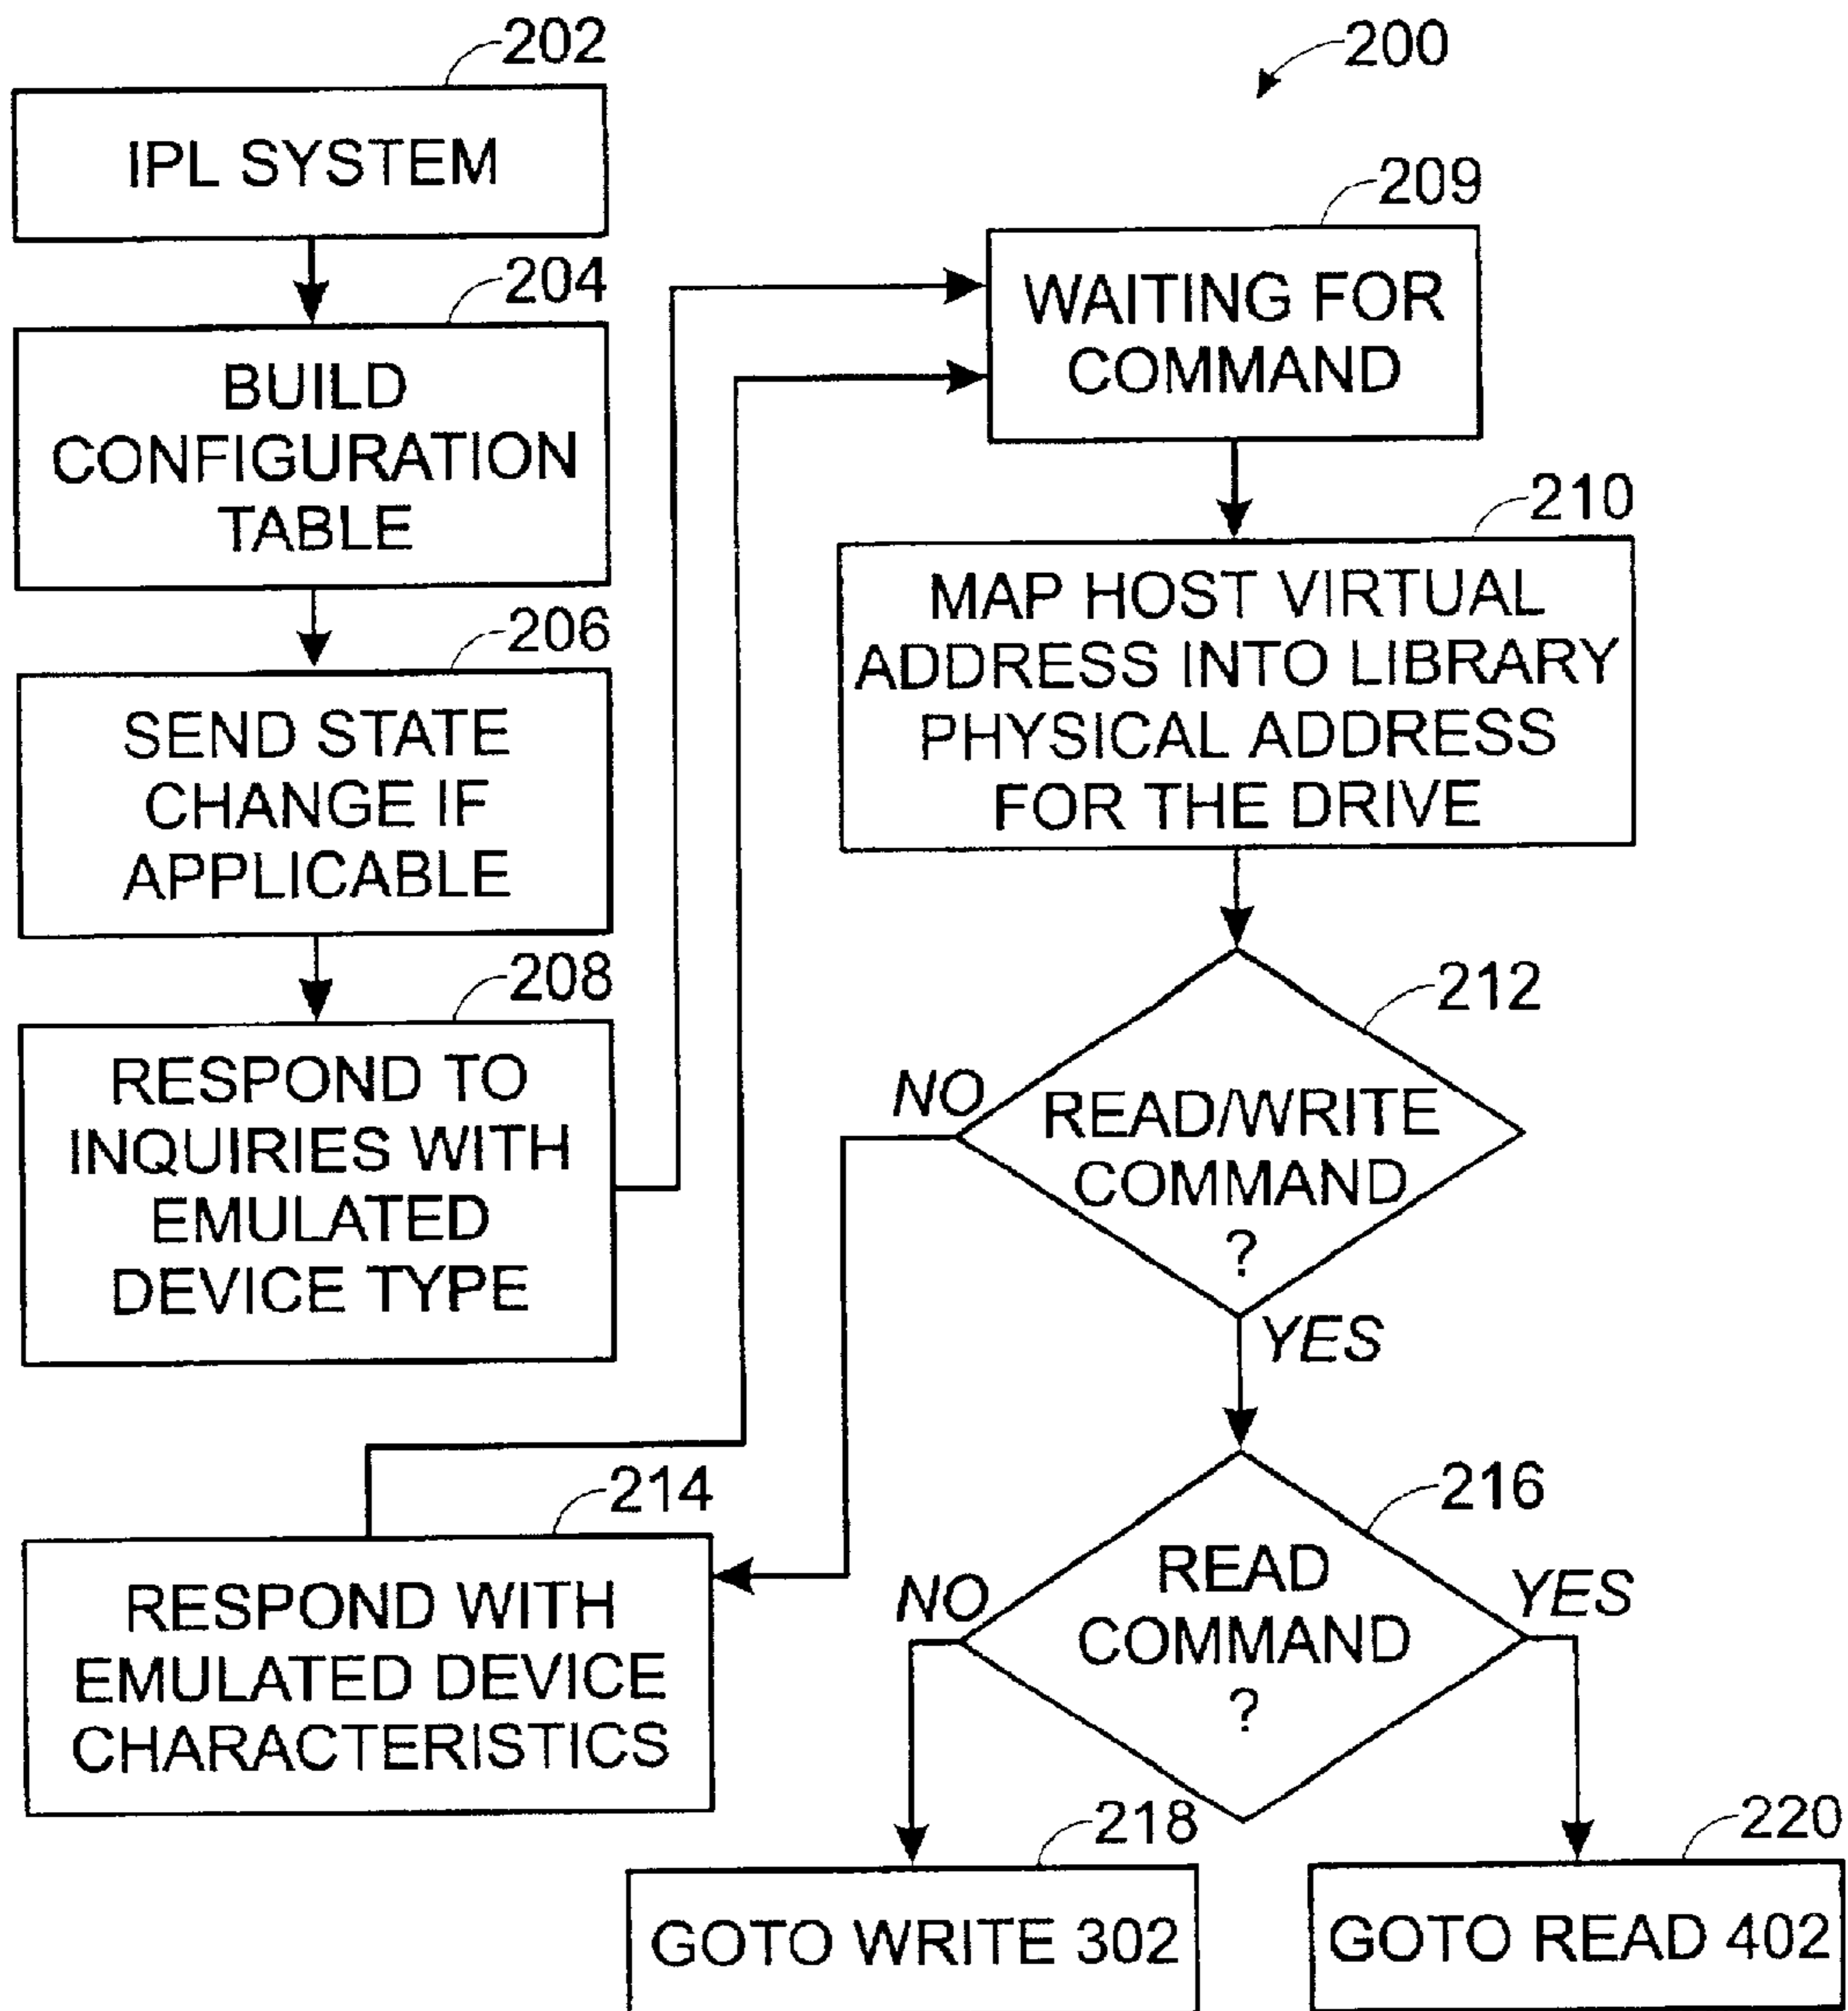 200
202
IPL SYSTEM
204
BUILD
CONFIGURATION
TABLE
206
SEND STATE
CHANGE IF
APPLICABLE
208
RESPOND TO
INQUIRIES WITH
EMULATED
DEVICE TYPE
209
WAITING FOR
COMMAND
210
MAP HOST VIRTUAL
ADDRESS INTO LIBRARY
PHYSICAL ADDRESS
FOR THE DRIVE
212
READ/WRITE
COMMAND
?
NO
YES
214
RESPOND WITH
EMULATED DEVICE
CHARACTERISTICS
216
READ
COMMAND
?
NO
YES
218
GOTO WRITE 302
220
GOTO READ 402